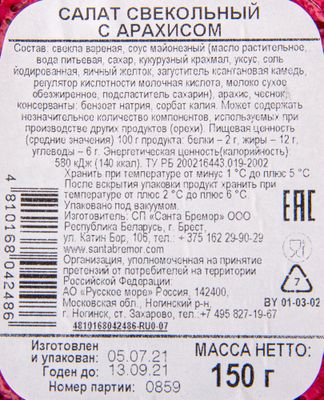 САЛАТ СВЕКОЛЬНЫЙ
С АРАХИСОМ
Состав: свекла вареная, соус майонезный (масло растительное,
вода питьевая, сахар, кукурузный крахмал, уксус, соль
йодированная, яичный желток, загуститель ксантановая камедь,
регулятор кислотности молочная кислота, молоко сухое
обезжиренное, подсластитель сахарин), арахис, чеснок,
консерванты: бензоат натрия, сорбат калия. Может содержать
незначительное количество компонентов, используемых при
производстве других продуктов (орехи). Пищевая ценность
(средние значения) 100 г продукта: белки – 2 г, жиры – 12 г,
углеводы – 6 г. Энергетическая ценность(калорийность):
580 кДж (140 ккал). ТУ РБ 200216443.019-2002
Хранить при температуре от минус 1 °С до плюс 5 °С
После вскрытия упаковки продукт хранить при
температуре от плюс 2 °С до плюс 6 °С
Упаковано под вакуумом.
Изготовитель: СП «Санта Бремор» ООО
Республика Беларусь, г. Брест,
ул. Катин Бор, 106, тел. + 375 162 29-90-29
www.santabremor.com
Организация, уполномоченная на принятие
претензий от потребителей на территории
Российской Федерации:
АО «Русское море» Россия, 142400,
Московская обл., Ногинский р-н,
г. Ногинск, ст. Захарово, тел. +7 495 827-19-67
4810168042486-RU0-07
4810168042486
EAC
7
BY 01-03-02
Изготовлено
и упаковано: 05.07.21
Годен до: 13.09.21
Номер партии: 0859
МАССА НЕТТО:
150 г